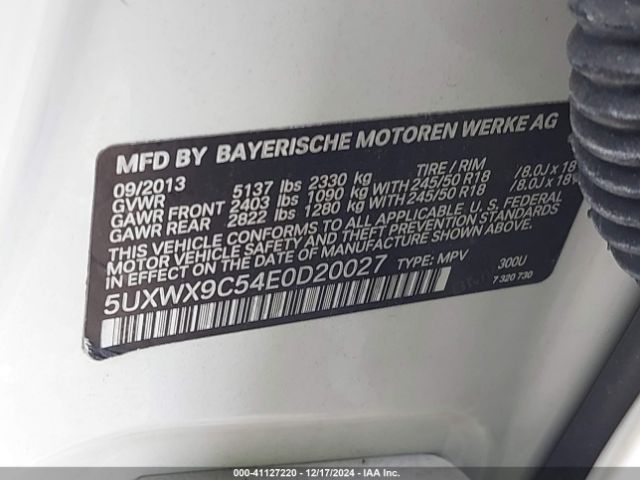 MFD BY BAYERISCHE MOTOREN WERKE AG
09/2013 TIRE / RIM
GVWR 5137 lbs 2330 kg
GAWR FRONT 2403 lbs 1090 kg WITH 245/50 R18 /8.0J x 18
GAWR REAR 2822 lbs 1280 kg WITH 245/50 R18 /8.0J x 18
THIS VEHICLE CONFORMS TO ALL APPLICABLE U. S. FEDERAL
MOTOR VEHICLE SAFETY AND THEFT PREVENTION STANDARDS
IN EFFECT ON THE DATE OF MANUFACTURE SHOWN ABOVE.
5UXWX9C54E0D20027 TYPE: MPV 300U
7 320 730
000-41127220 - 12/17/2024 - IAAI.com